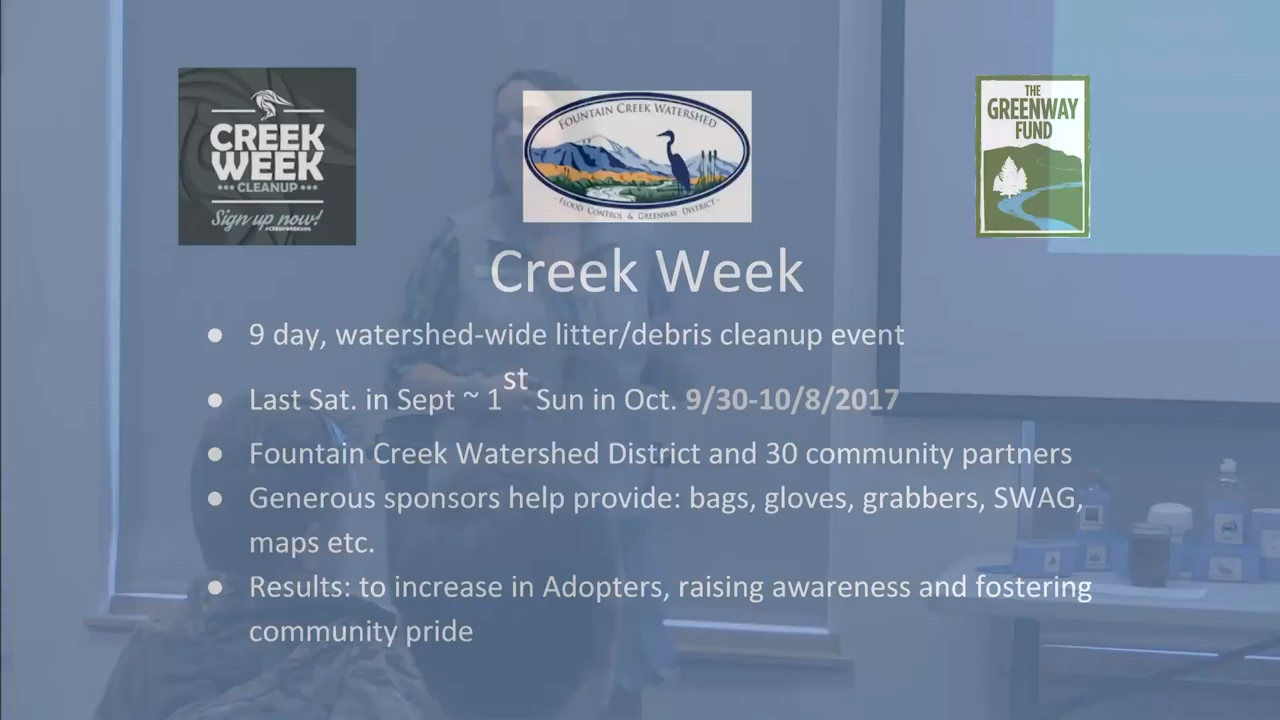 CREEK
WEEK
CLEANUP
Sign up now!
FOUNTAIN CREEK WATERSHED
FLOOD CONTROL & GREENWAY DISTRICT
THE
GREENWAY
FUND
Creek Week
● 9 day, watershed-wide litter/debris cleanup event
● Last Sat. in Sept ~ 1st Sun in Oct. 9/30-10/8/2017
● Fountain Creek Watershed District and 30 community partners
● Generous sponsors help provide: bags, gloves, grabbers, SWAG,
maps etc.
● Results: to increase in Adopters, raising awareness and fostering
community pride